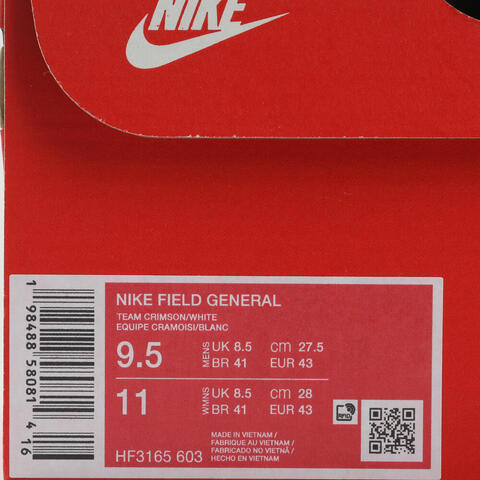 NIKE
NIKE FIELD GENERAL
TEAM CRIMSON/WHITE
EQUIPE CRAMOISI/BLANC
9.5 MENS UK 8.5 cm 27.5
BR 41 EUR 43
11 WMNS UK 8.5 cm 28
BR 41 EUR 43
RFID
HF3165 603
MADE IN VIETNAM /
FABRIQUE AU VIETNAM /
FABRICADO NO VIETNÃ /
HECHO EN VIETNAM
1 98488 58081 4 16